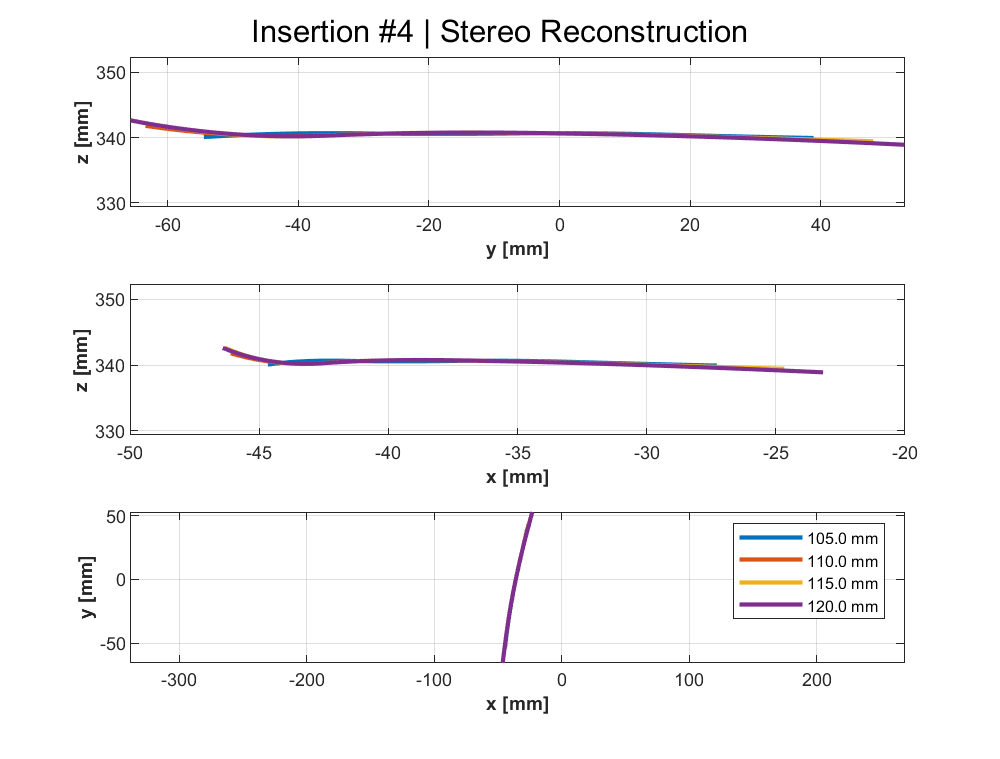 Insertion #4 | Stereo Reconstruction
350
340
330
z [mm]
-60 -40 -20 0 20 40
y [mm]
350
340
330
z [mm]
-50 -45 -40 -35 -30 -25 -20
x [mm]
50
0
-50
y [mm]
105.0 mm
110.0 mm
115.0 mm
120.0 mm
-300 -200 -100 0 100 200
x [mm]